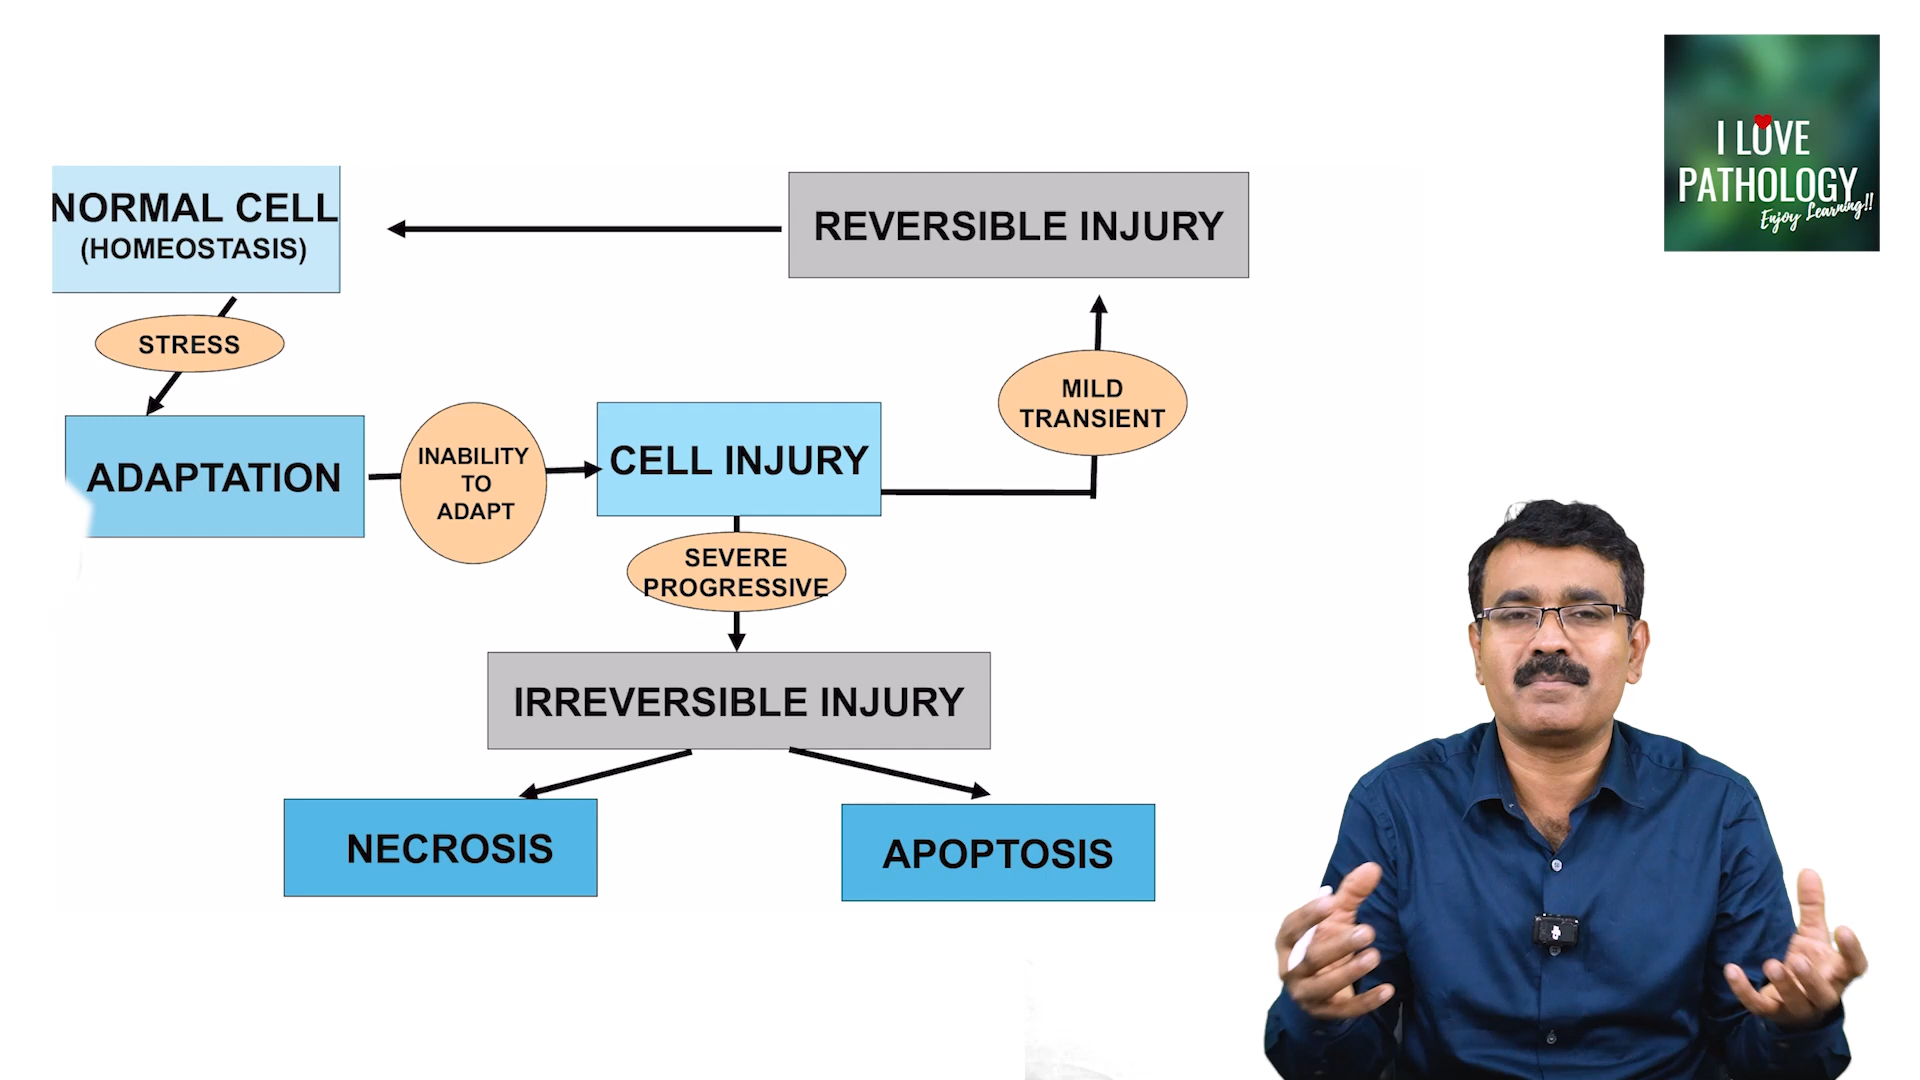 NORMAL CELL
(HOMEOSTASIS)
REVERSIBLE INJURY
I LOVE
PATHOLOGY
Enjoy Learning!!
STRESS
MILD
TRANSIENT
ADAPTATION
INABILITY
TO
ADAPT
CELL INJURY
SEVERE
PROGRESSIVE
IRREVERSIBLE INJURY
NECROSIS
APOPTOSIS